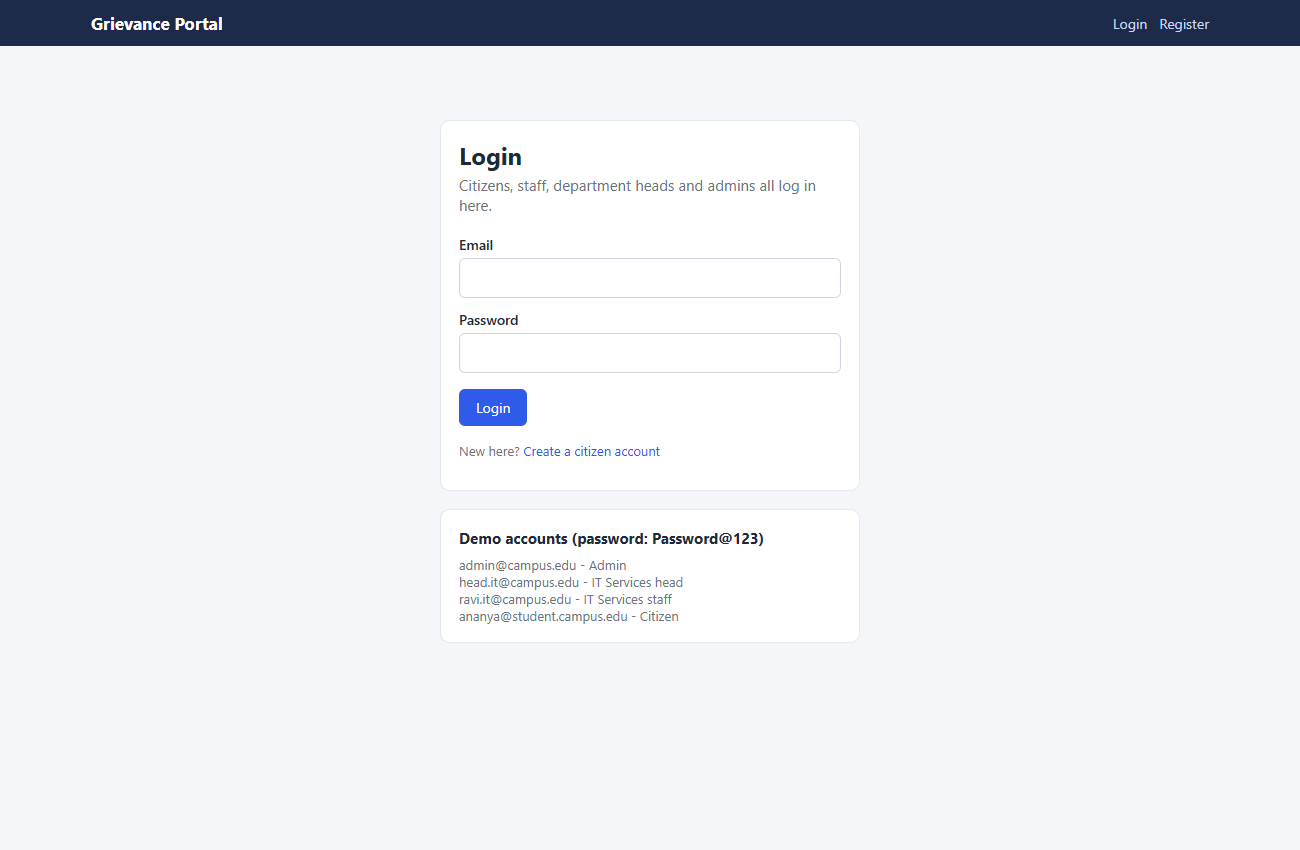 Grievance Portal
Login Register
Login
Citizens, staff, department heads and admins all log in
here.
Email
Password
Login
New here? Create a citizen account
Demo accounts (password: Password@123)
admin@campus.edu - Admin
head.it@campus.edu - IT Services head
ravi.it@campus.edu - IT Services staff
ananya@student.campus.edu - Citizen